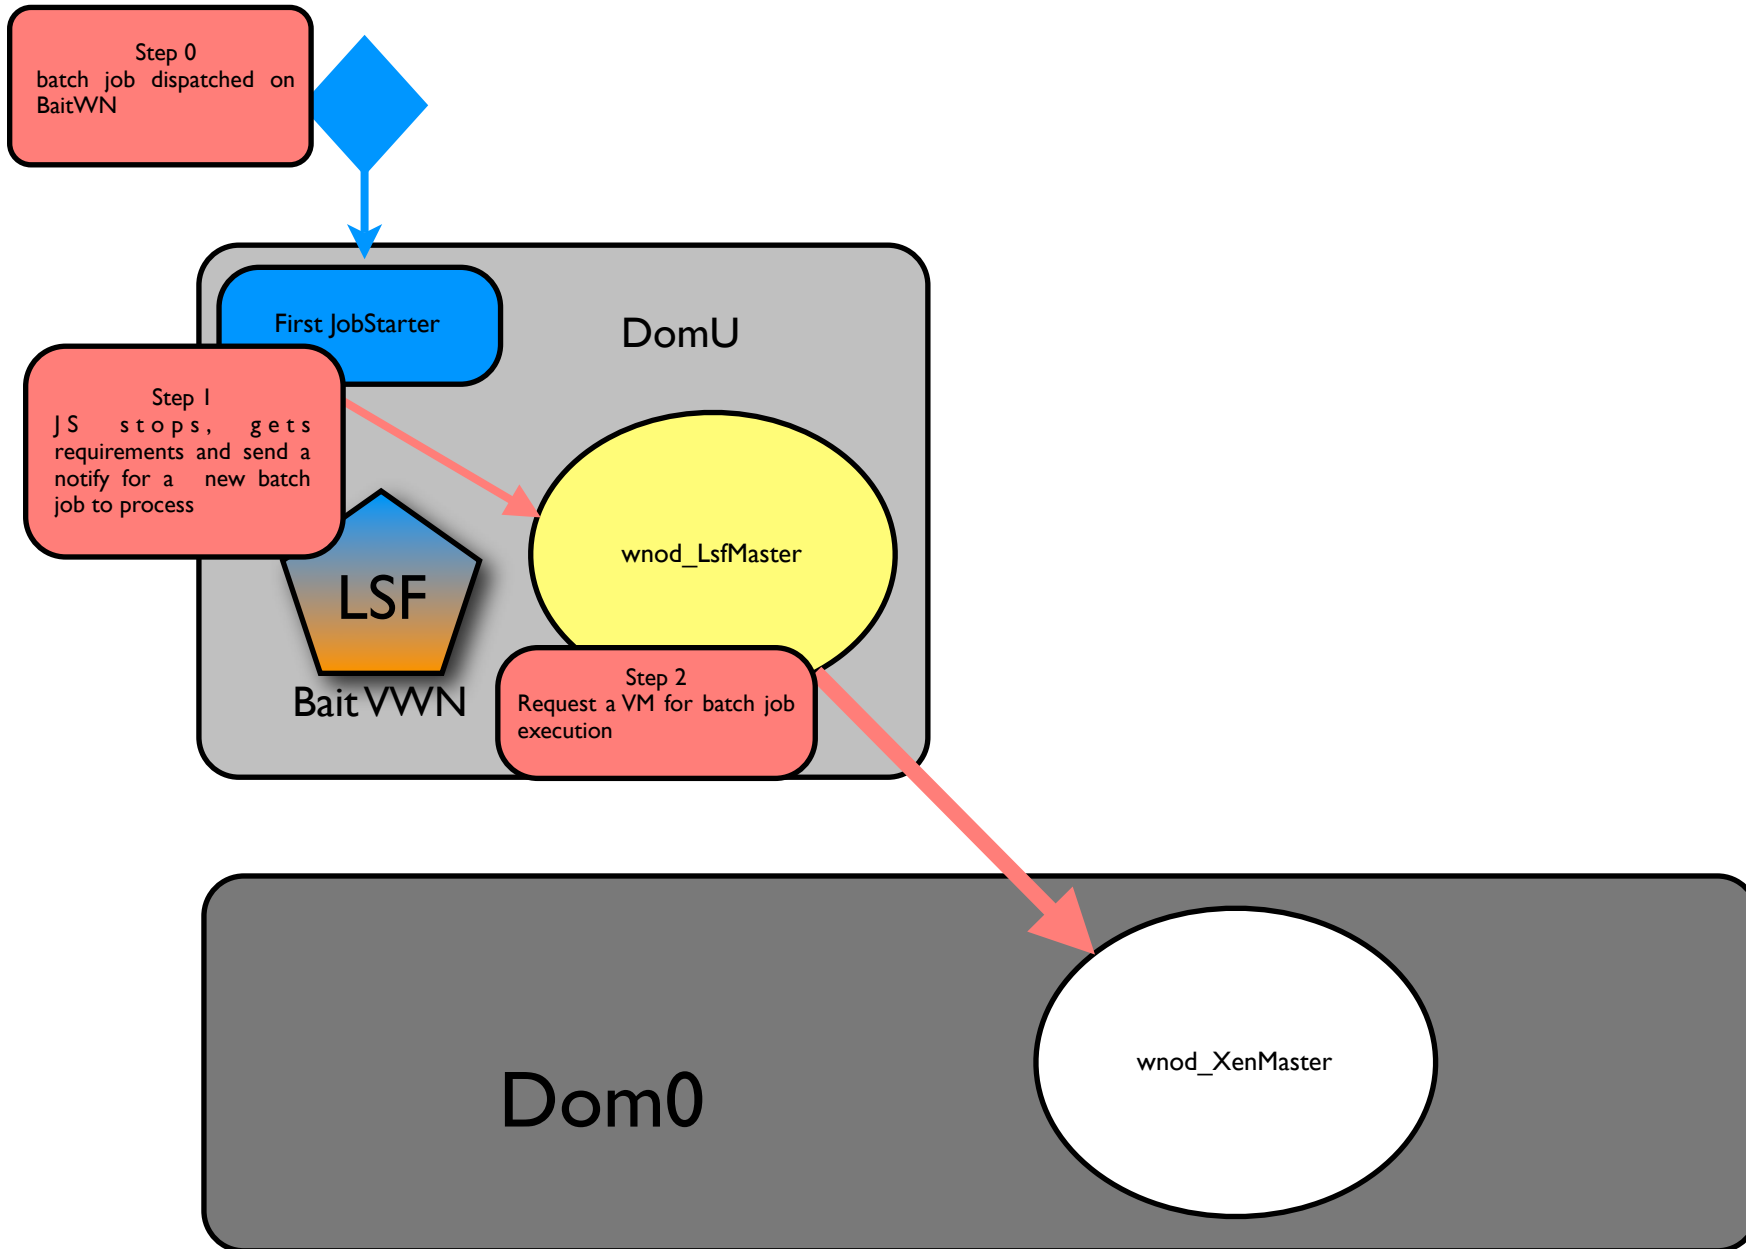 Step 0
batch job dispatched on
BaitWN
First JobStarter
DomU
Step 1
JS stops, gets
requirements and send a
notify for a new batch
job to process
wnod_LsfMaster
LSF
Bait VWN
Step 2
Request a VM for batch job
execution
wnod_XenMaster
Dom0